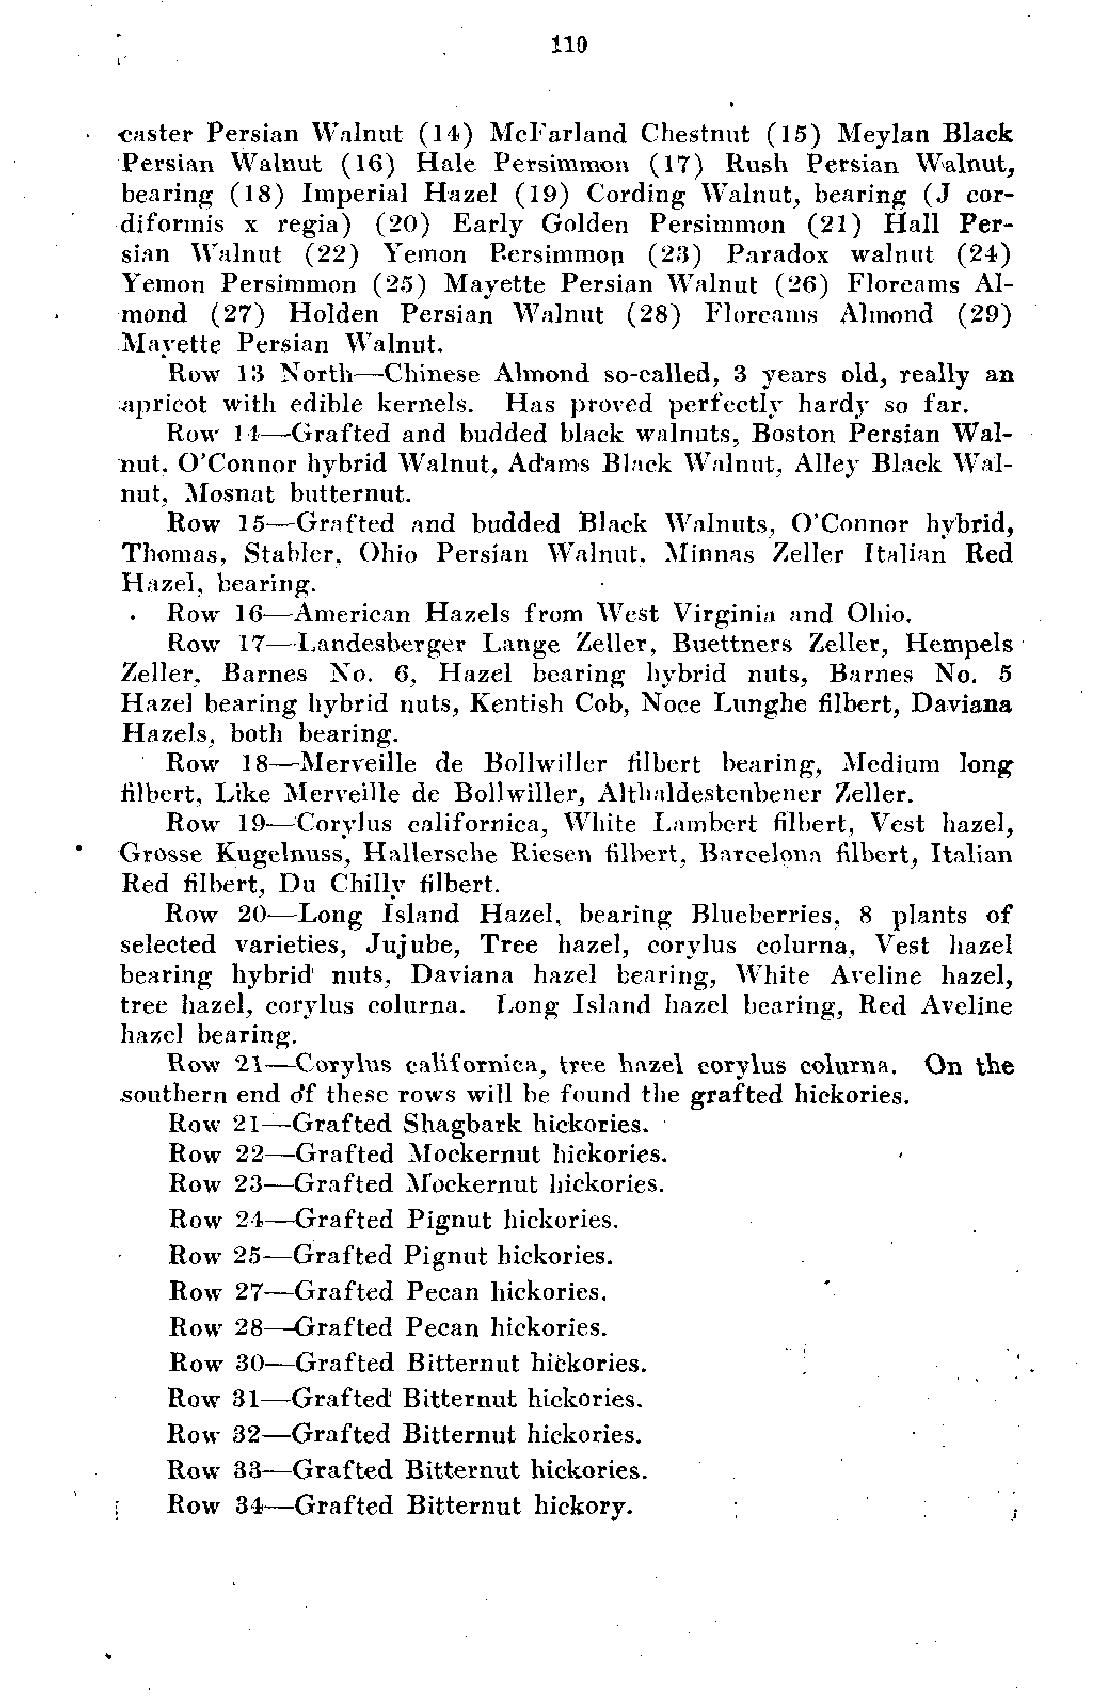 110
caster Persian Walnut (14) McFarland Chestnut (15) Meylan Black
Persian Walnut (16) Hale Persimmon (17) Rush Persian Walnut,
bearing (18) Imperial Hazel (19) Cording Walnut, bearing (J cor-
diformis x regia) (20) Early Golden Persimmon (21) Hall Per-
sian Walnut (22) Yemon Persimmon (23) Paradox walnut (24)
Yemon Persimmon (25) Mayette Persian Walnut (26) Floreams Al-
mond (27) Holden Persian Walnut (28) Floreams Almond (29)
Mayette Persian Walnut.
Row 13 North—Chinese Almond so-called, 3 years old, really an
apricot with edible kernels. Has proved perfectly hardy so far.
Row 14—Grafted and budded black walnuts, Boston Persian Wal-
nut. O'Connor hybrid Walnut, Adams Black Walnut, Alley Black Wal-
nut, Mosnat butternut.
Row 15—Grafted and budded Black Walnuts, O'Connor hybrid,
Thomas, Stabler, Ohio Persian Walnut. Minnas Zeller Italian Red
Hazel, bearing.
Row 16—American Hazels from West Virginia and Ohio.
Row 17—Landesberger Lange Zeller, Buettners Zeller, Hempels
Zeller, Barnes No. 6, Hazel bearing hybrid nuts, Barnes No. 5
Hazel bearing hybrid nuts, Kentish Cob, Noce Lunghe filbert, Daviana
Hazels, both bearing.
Row 18—Merveille de Bollwiller filbert bearing, Medium long
filbert, Like Merveille de Bollwiller, Althaldestenbener Zeller.
Row 19—Corylus californica, White Lambert filbert, Vest hazel,
Grosse Kugelnuss, Hallersche Riesen filbert, Barcelona filbert, Italian
Red filbert, Du Chilly filbert.
Row 20—Long Island Hazel, bearing Blueberries, 8 plants of
selected varieties, Jujube, Tree hazel, corylus colurna, Vest hazel
bearing hybrid nuts, Daviana hazel bearing, White Aveline hazel,
tree hazel, corylus colurna. Long Island hazel bearing, Red Aveline
hazel bearing.
Row 21—Corylus californica, tree hazel corylus colurna. On the
southern end of these rows will be found the grafted hickories.
Row 21—Grafted Shagbark hickories.
Row 22—Grafted Mockernut hickories.
Row 23—Grafted Mockernut hickories.
Row 24—Grafted Pignut hickories.
Row 25—Grafted Pignut hickories.
Row 27—Grafted Pecan hickories.
Row 28—Grafted Pecan hickories.
Row 30—Grafted Bitternut hickories.
Row 31—Grafted Bitternut hickories.
Row 32—Grafted Bitternut hickories.
Row 33—Grafted Bitternut hickories.
Row 34—Grafted Bitternut hickory.